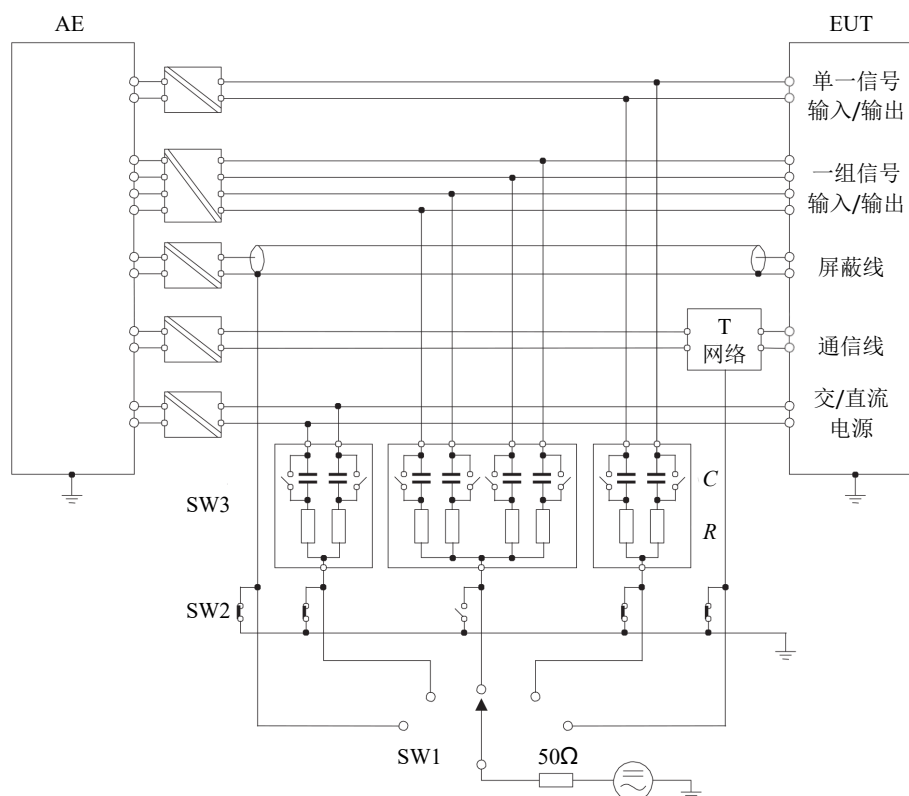 AE
EUT
单一信号
输入/输出
一组信号
输入/输出
屏蔽线
T
网络
通信线
交/直流
电源
SW3
C
R
SW2
SW1
50Ω